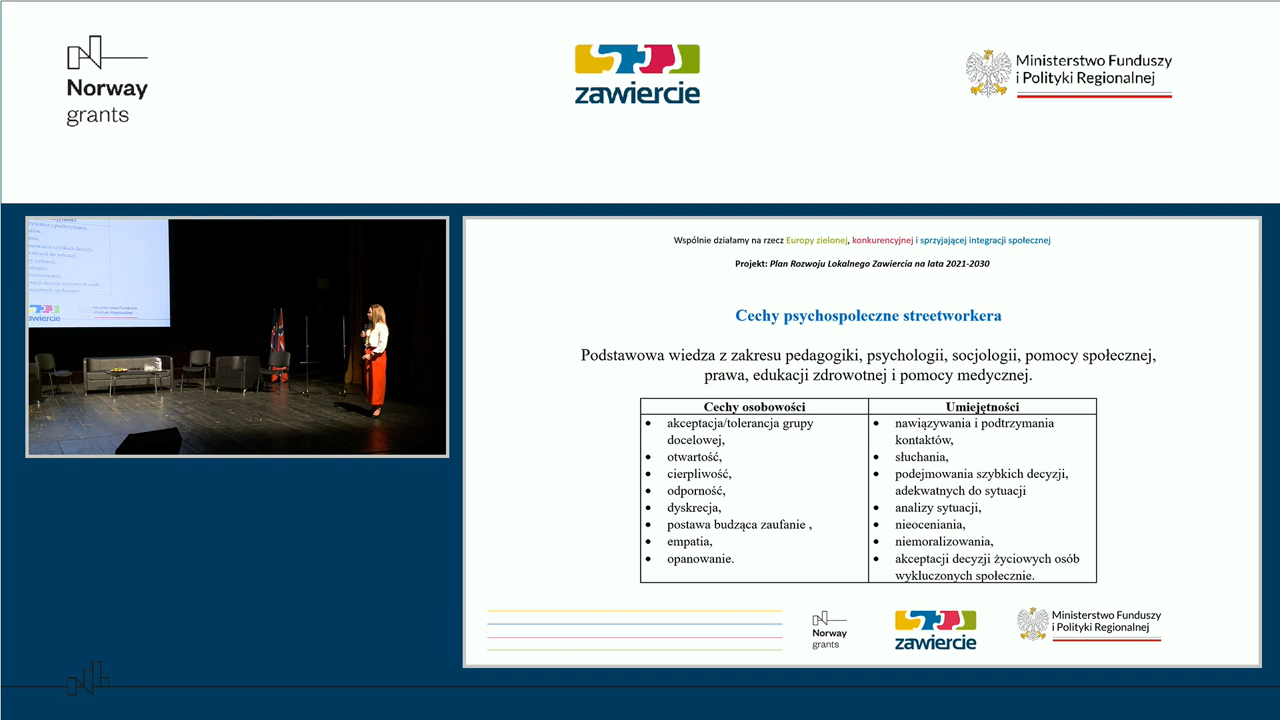 Norway
grants
zawiercie
Ministerstwo Funduszy
i Polityki Regionalnej
Wspólnie działamy na rzecz Europy zielonej, konkurencyjnej i sprzyjającej integracji społecznej
Projekt: Plan Rozwoju Lokalnego Zawiercia na lata 2021-2030
Cechy psychospołeczne streetworkera
Podstawowa wiedza z zakresu pedagogiki, psychologii, socjologii, pomocy społecznej,
prawa, edukacji zdrowotnej i pomocy medycznej.
Cechy osobowości
• akceptacja/tolerancja grupy
docelowej,
• otwartość,
• cierpliwość,
• odporność,
• dyskrecja,
• postawa budząca zaufanie ,
• empatia,
• opanowanie.
Umiejętności
• nawiązywania i podtrzymania
kontaktów,
• słuchania,
• podejmowania szybkich decyzji,
adekwatnych do sytuacji
• analizy sytuacji,
• nieoceniania,
• niemoralizowania,
• akceptacji decyzji życiowych osób
wykluczonych społecznie.
Norway
grants
zawiercie
Ministerstwo Funduszy
i Polityki Regionalnej